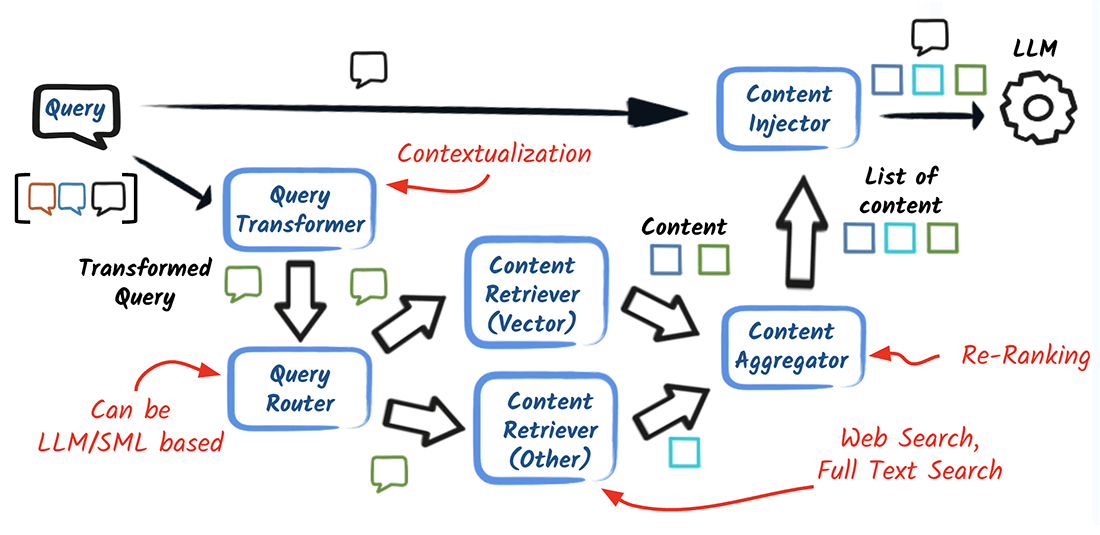 LLM
Query
Content
Injector
Contextualization
Query
Transformer
List of
content
Content
Transformed
Query
Content
Retriever
(Vector)
Content
Aggregator
Re-Ranking
Query
Router
Can be
LLM/SML based
Content
Retriever
(Other)
Web Search,
Full Text Search